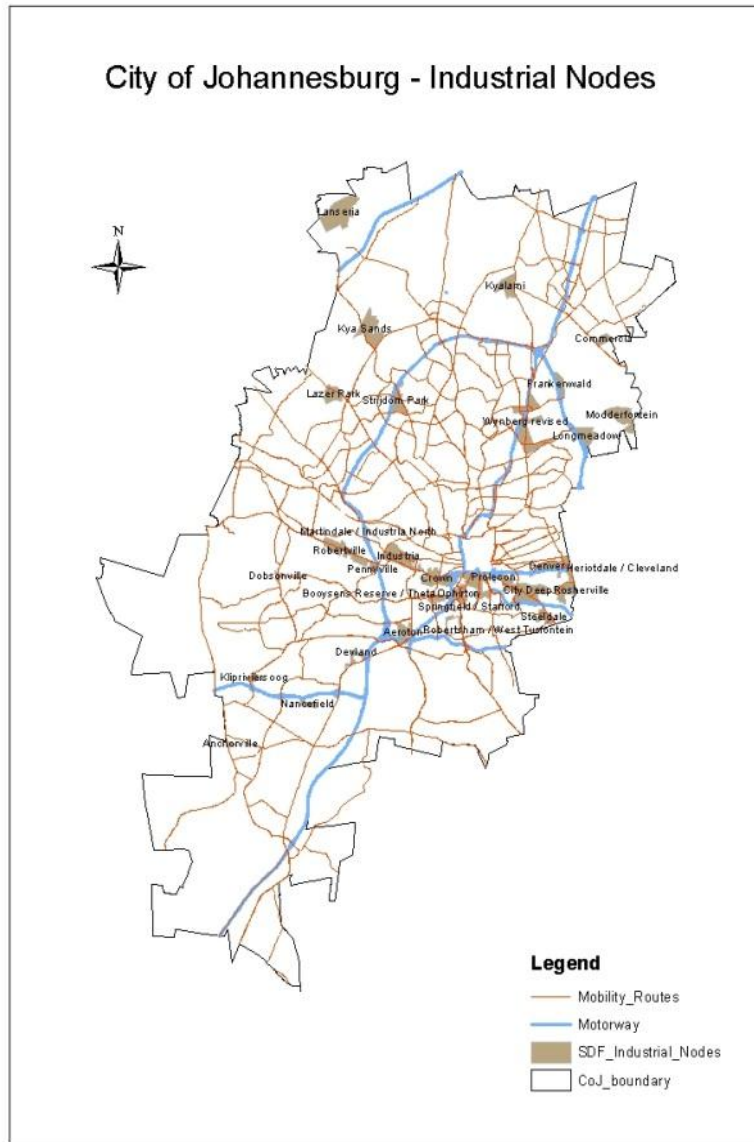 City of Johannesburg - Industrial Nodes
N
Lanseria
Kyalami
Kya Sands
Commercia
Frankenwald
Lazer Park
Strijdom Park
Modderfontein
Wynberg revised
Longmeadow
Martindale / Industria North
Robertville
Industria
Pennyville
Denver
Heriotdale / Cleveland
Dobsonville
Crown
Prolecon
Booysens Reserve / Theta
Ophirton
City Deep
Rosherville
Springfield / Stafford
Steeldale
Aeroton
Robertsham / West Turfontein
Devland
Klipriviersoog
Nancefield
Anchorville
Legend
Mobility_Routes
Motorway
SDF_Industrial_Nodes
CoJ_boundary